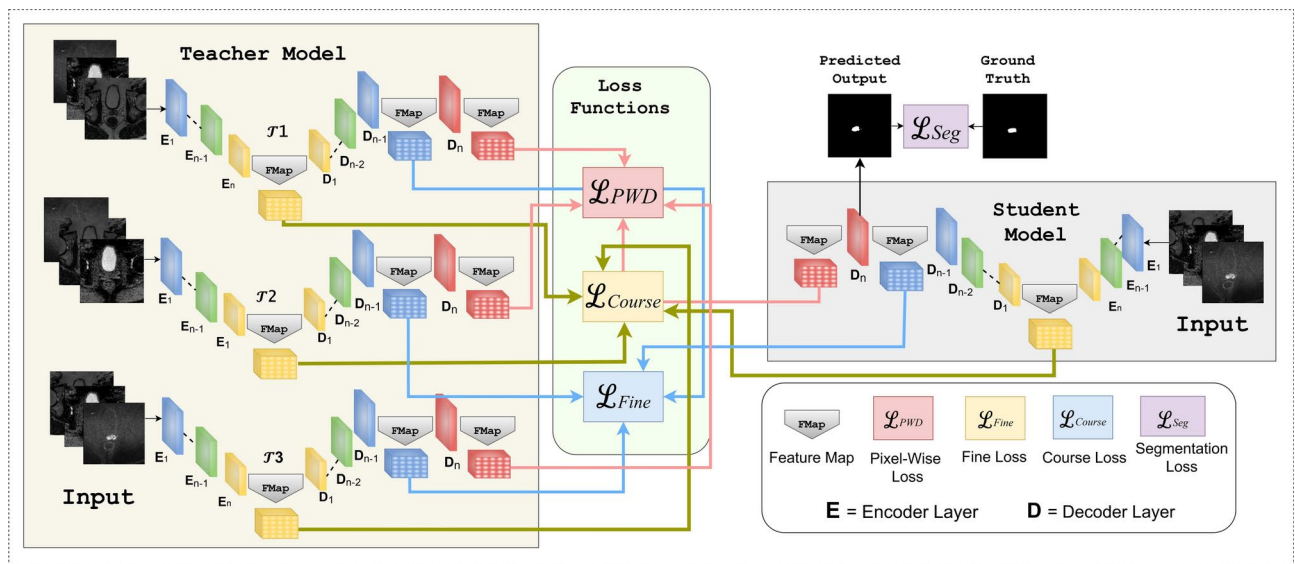 Teacher Model
FMap
FMap
𝒯1
E₁
Eₙ₋₁
Eₙ
FMap
D₁
Dₙ₋₂
Dₙ₋₁
Dₙ
FMap
FMap
𝒯2
E₁
Eₙ₋₁
E₁
FMap
D₁
Dₙ₋₂
Dₙ₋₁
Dₙ
FMap
FMap
𝒯3
E₁
Eₙ₋₁
Eₙ
FMap
D₁
Dₙ₋₂
Dₙ₋₁
Dₙ
Input
Loss
Functions
ℒPWD
ℒCourse
ℒFine
Predicted
Output
Ground
Truth
ℒSeg
Student
Model
FMap
Dₙ
FMap
Dₙ₋₁
Dₙ₋₂
D₁
FMap
Eₙ
E₁
Input
FMap
Feature Map
ℒPWD
Pixel-Wise
Loss
ℒFine
Fine Loss
ℒCourse
Course Loss
ℒSeg
Segmentation
Loss
E = Encoder Layer
D = Decoder Layer